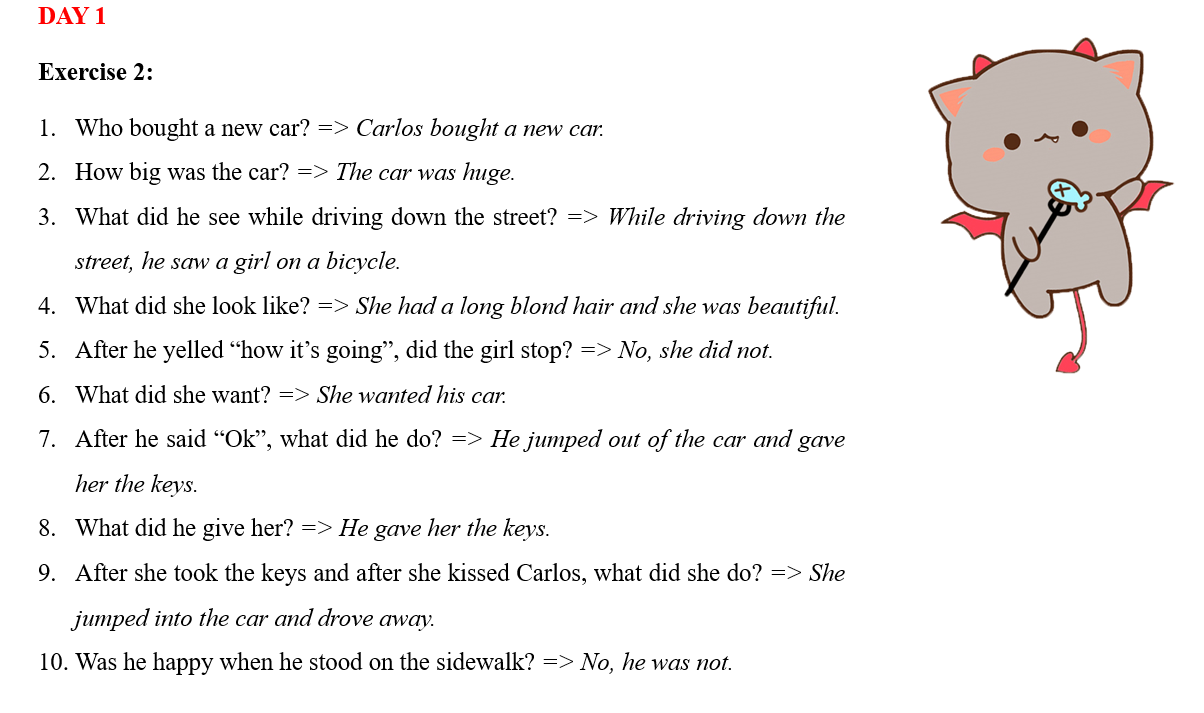 DAY 1
Exercise 2:
1. Who bought a new car? => Carlos bought a new car.
2. How big was the car? => The car was huge.
3. What did he see while driving down the street? => While driving down the
street, he saw a girl on a bicycle.
4. What did she look like? => She had a long blond hair and she was beautiful.
5. After he yelled “how it’s going”, did the girl stop? => No, she did not.
6. What did she want? => She wanted his car.
7. After he said “Ok”, what did he do? => He jumped out of the car and gave
her the keys.
8. What did he give her? => He gave her the keys.
9. After she took the keys and after she kissed Carlos, what did she do? => She
jumped into the car and drove away.
10. Was he happy when he stood on the sidewalk? => No, he was not.